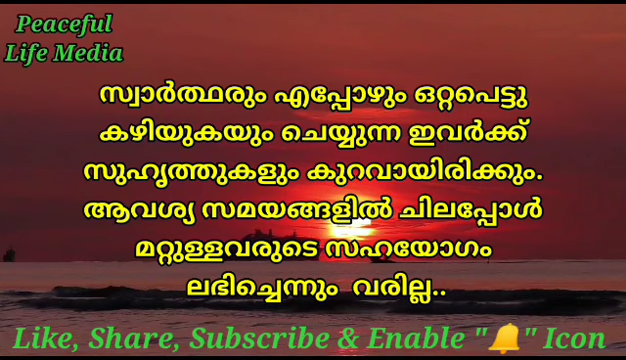 Peaceful
Life Media
സ്വാർത്ഥരും എപ്പോഴും ഒറ്റപെട്ടു
കഴിയുകയും ചെയ്യുന്ന ഇവർക്ക്
സുഹൃത്തുകളും കുറവായിരിക്കും.
ആവശ്യ സമയങ്ങളിൽ ചിലപ്പോൾ
മറ്റുള്ളവരുടെ സഹയോഗം
ലഭിച്ചെന്നും വരില്ല..
Like, Share, Subscribe & Enable "🔔" Icon